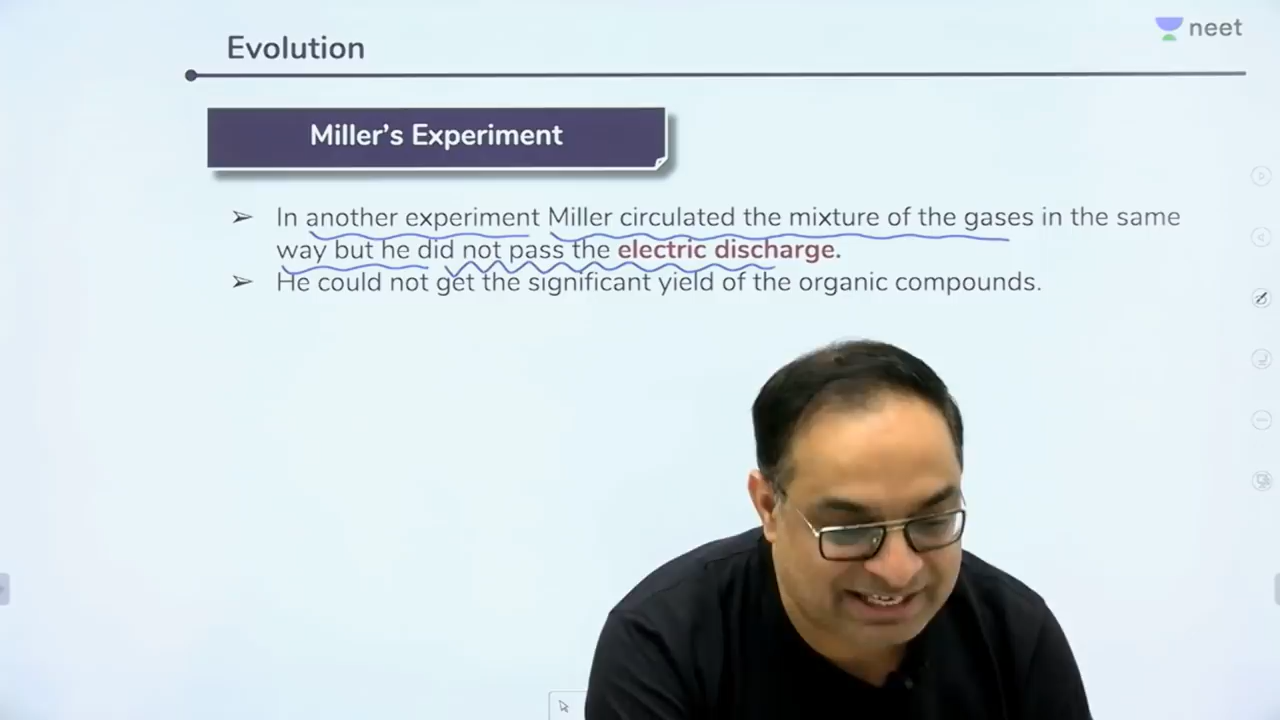 neet
Evolution
Miller's Experiment
➢ In another experiment Miller circulated the mixture of the gases in the same
way but he did not pass the electric discharge.
➢ He could not get the significant yield of the organic compounds.